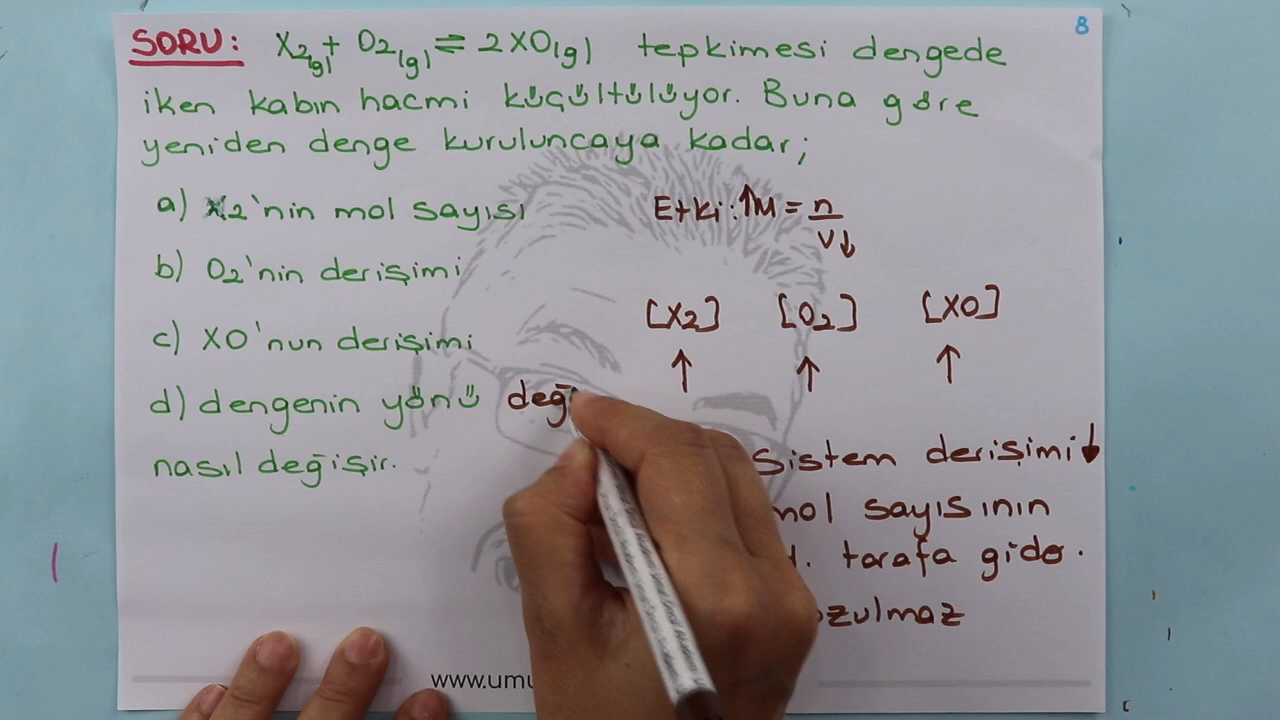 8
SORU: X2(g) + O2(g) ⇌ 2XO(g) tepkimesi dengede
iken kabın hacmi küçültülüyor. Buna göre
yeniden denge kuruluncaya kadar;
a) X2'nin mol sayısı
Etki: ↑M = n/V↓
b) O2'nin derişimi
[X2] [O2] [XO]
↑ ↑ ↑
c) XO'nun derişimi
d) dengenin yönü değ
nasıl değişir.
Sistem derişimi↓
mol sayısının
tarafa gider.
ozulmaz
www.umu